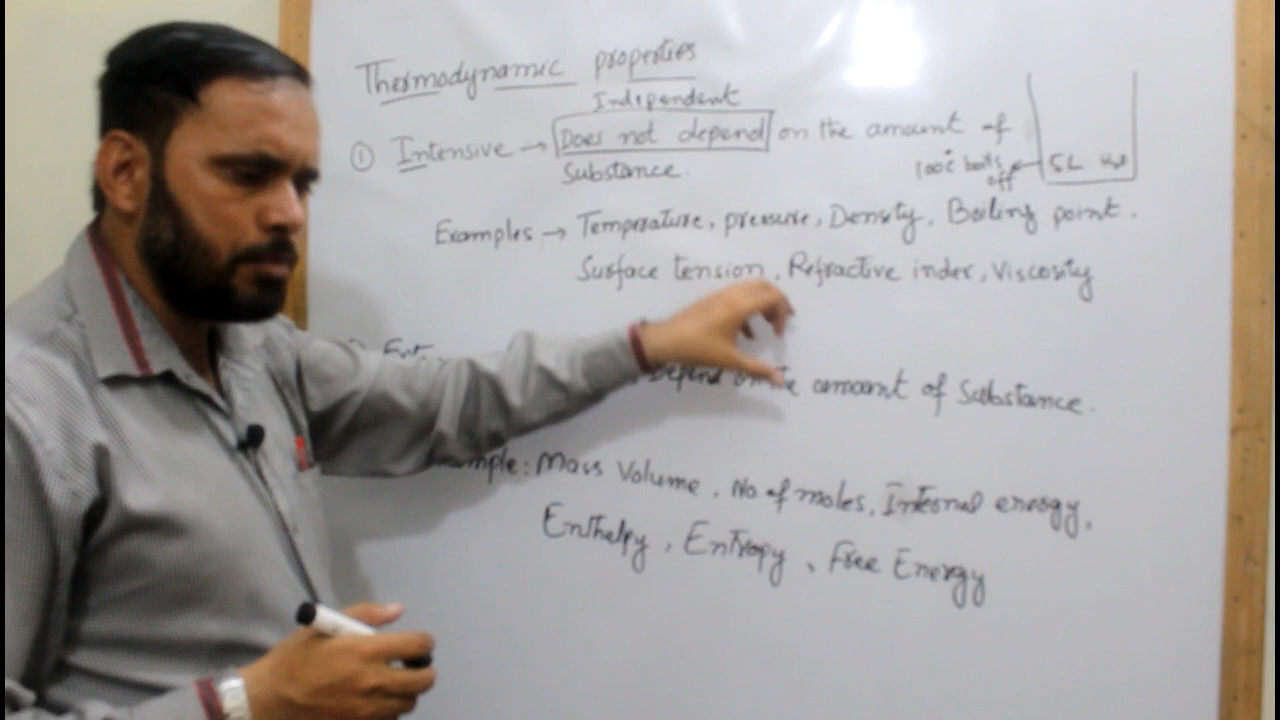 Thermodynamic properties
Independent
① Intensive → Does not depend on the amount of
Substance.
100°C boils off ← 5L H₂O
Examples → Temperature, pressure, Density, Boiling point.
Surface tension, Refractive index, Viscosity
Depend on the amount of Substance.
Example: Mass Volume, No of moles, Internal energy,
Enthalpy, Entropy, Free Energy